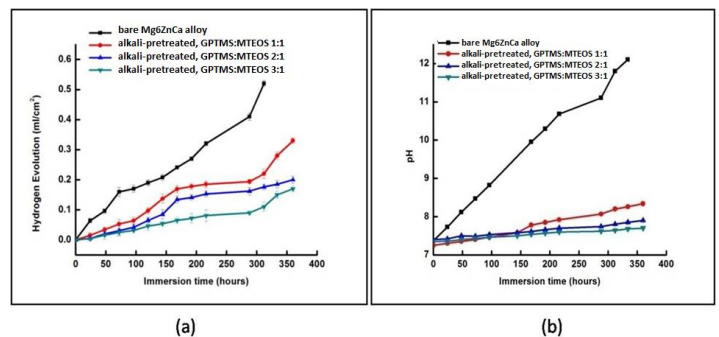 bare Mg6ZnCa alloy
alkali-pretreated, GPTMS:MTEOS 1:1
alkali-pretreated, GPTMS:MTEOS 2:1
alkali-pretreated, GPTMS:MTEOS 3:1
Hydrogen Evolution (ml/cm²)
0.6
0.5
0.4
0.3
0.2
0.1
0.0
0 50 100 150 200 250 300 350 400
Immersion time (hours)
(a)
bare Mg6ZnCa alloy
alkali-pretreated, GPTMS:MTEOS 1:1
alkali-pretreated, GPTMS:MTEOS 2:1
alkali-pretreated, GPTMS:MTEOS 3:1
pH
12
11
10
9
8
7
0 50 100 150 200 250 300 350 400
Immersion time (hours)
(b)